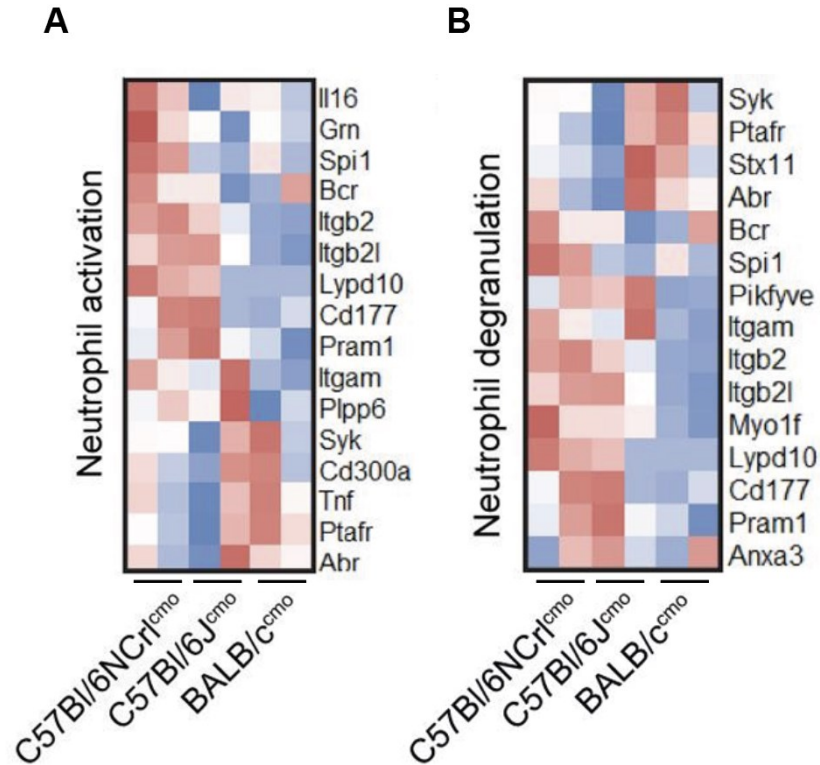 A
B
Neutrophil activation
Il16
Grn
Spi1
Bcr
Itgb2
Itgb2l
Lypd10
Cd177
Pram1
Itgam
Plpp6
Syk
Cd300a
Tnf
Ptafr
Abr
C57Bl/6NCrlcmo
C57Bl/6Jcmo
BALB/ccmo
Neutrophil degranulation
Syk
Ptafr
Stx11
Abr
Bcr
Spi1
Pikfyve
Itgam
Itgb2
Itgb2l
Myo1f
Lypd10
Cd177
Pram1
Anxa3
C57Bl/6NCrlcmo
C57Bl/6Jcmo
BALB/ccmo